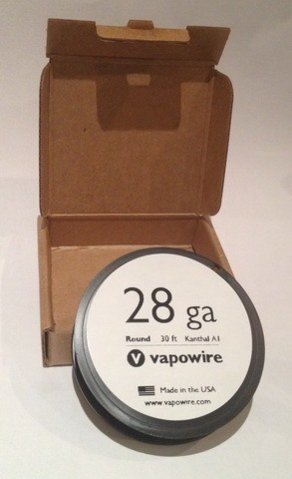 28 ga
Round 30 ft Kanthal A1
V vapowire
Made in the USA
www.vapowire.com